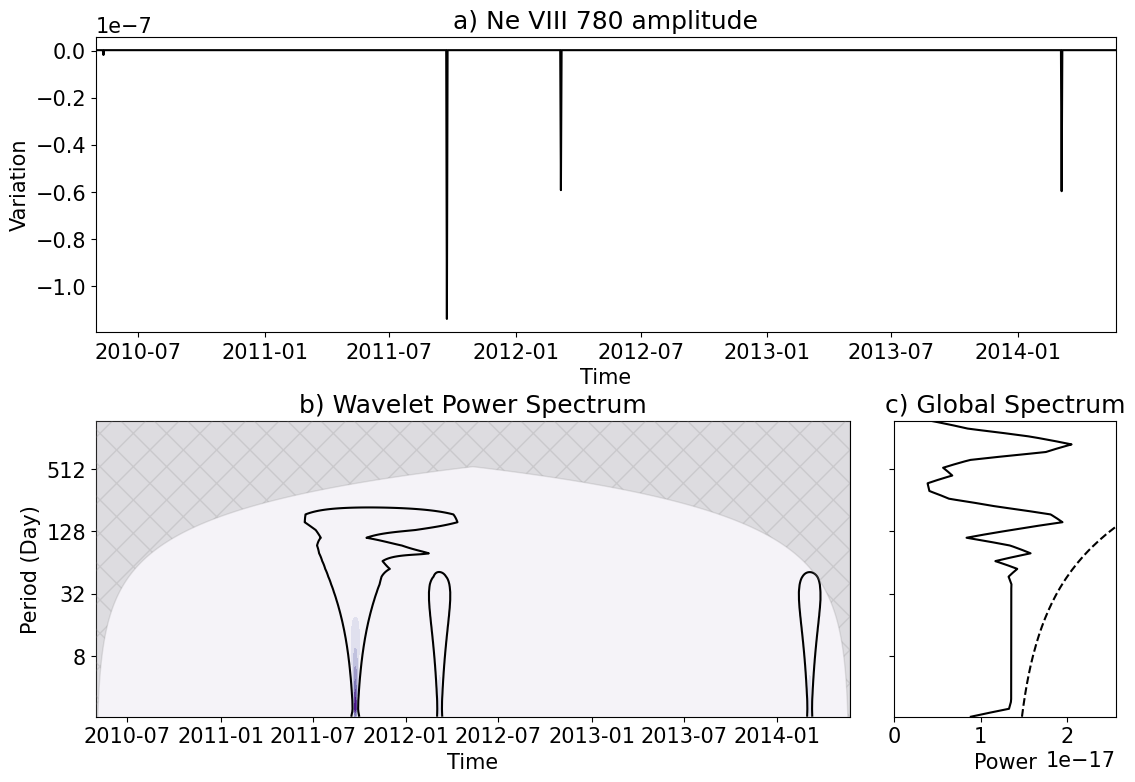 a) Ne VIII 780 amplitude
1e−7
0.0
−0.2
−0.4
−0.6
−0.8
−1.0
Variation
2010-07 2011-01 2011-07 2012-01 2012-07 2013-01 2013-07 2014-01
Time
b) Wavelet Power Spectrum
512
128
32
8
Period (Day)
2010-07 2011-01 2011-07 2012-01 2012-07 2013-01 2013-07 2014-01
Time
c) Global Spectrum
0 1 2
Power 1e−17